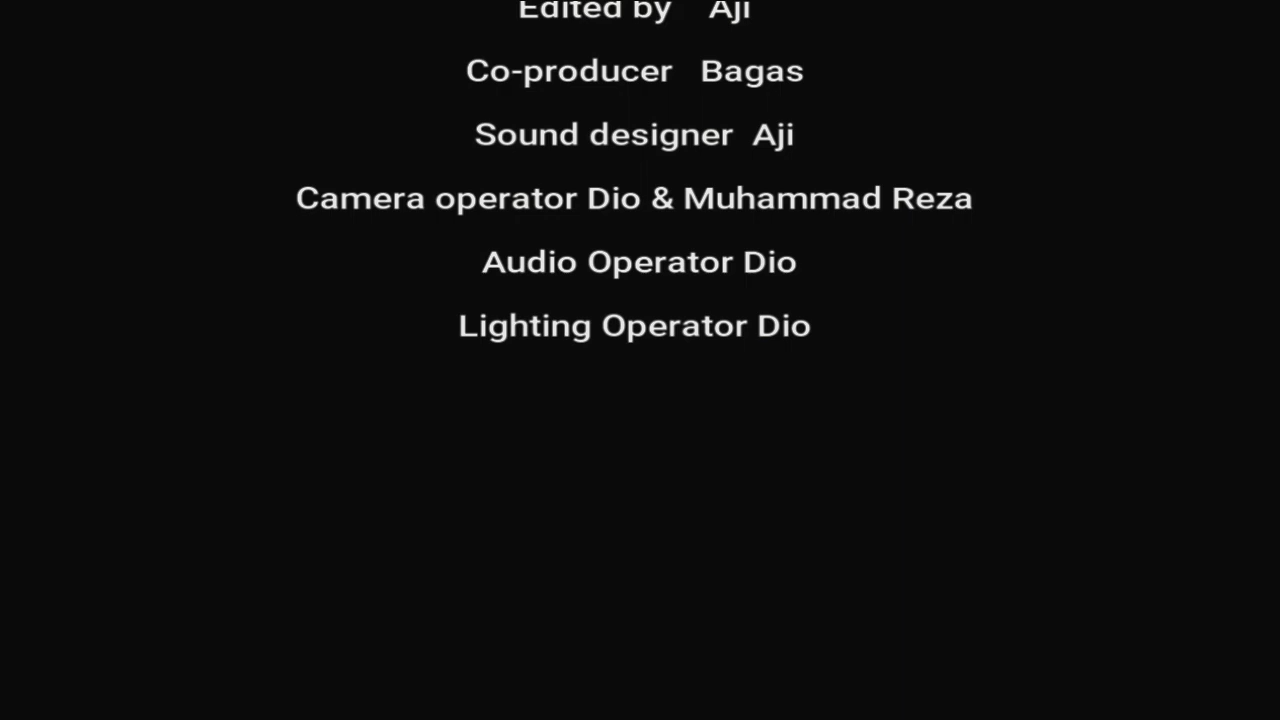 Edited by Aji
Co-producer Bagas
Sound designer Aji
Camera operator Dio & Muhammad Reza
Audio Operator Dio
Lighting Operator Dio